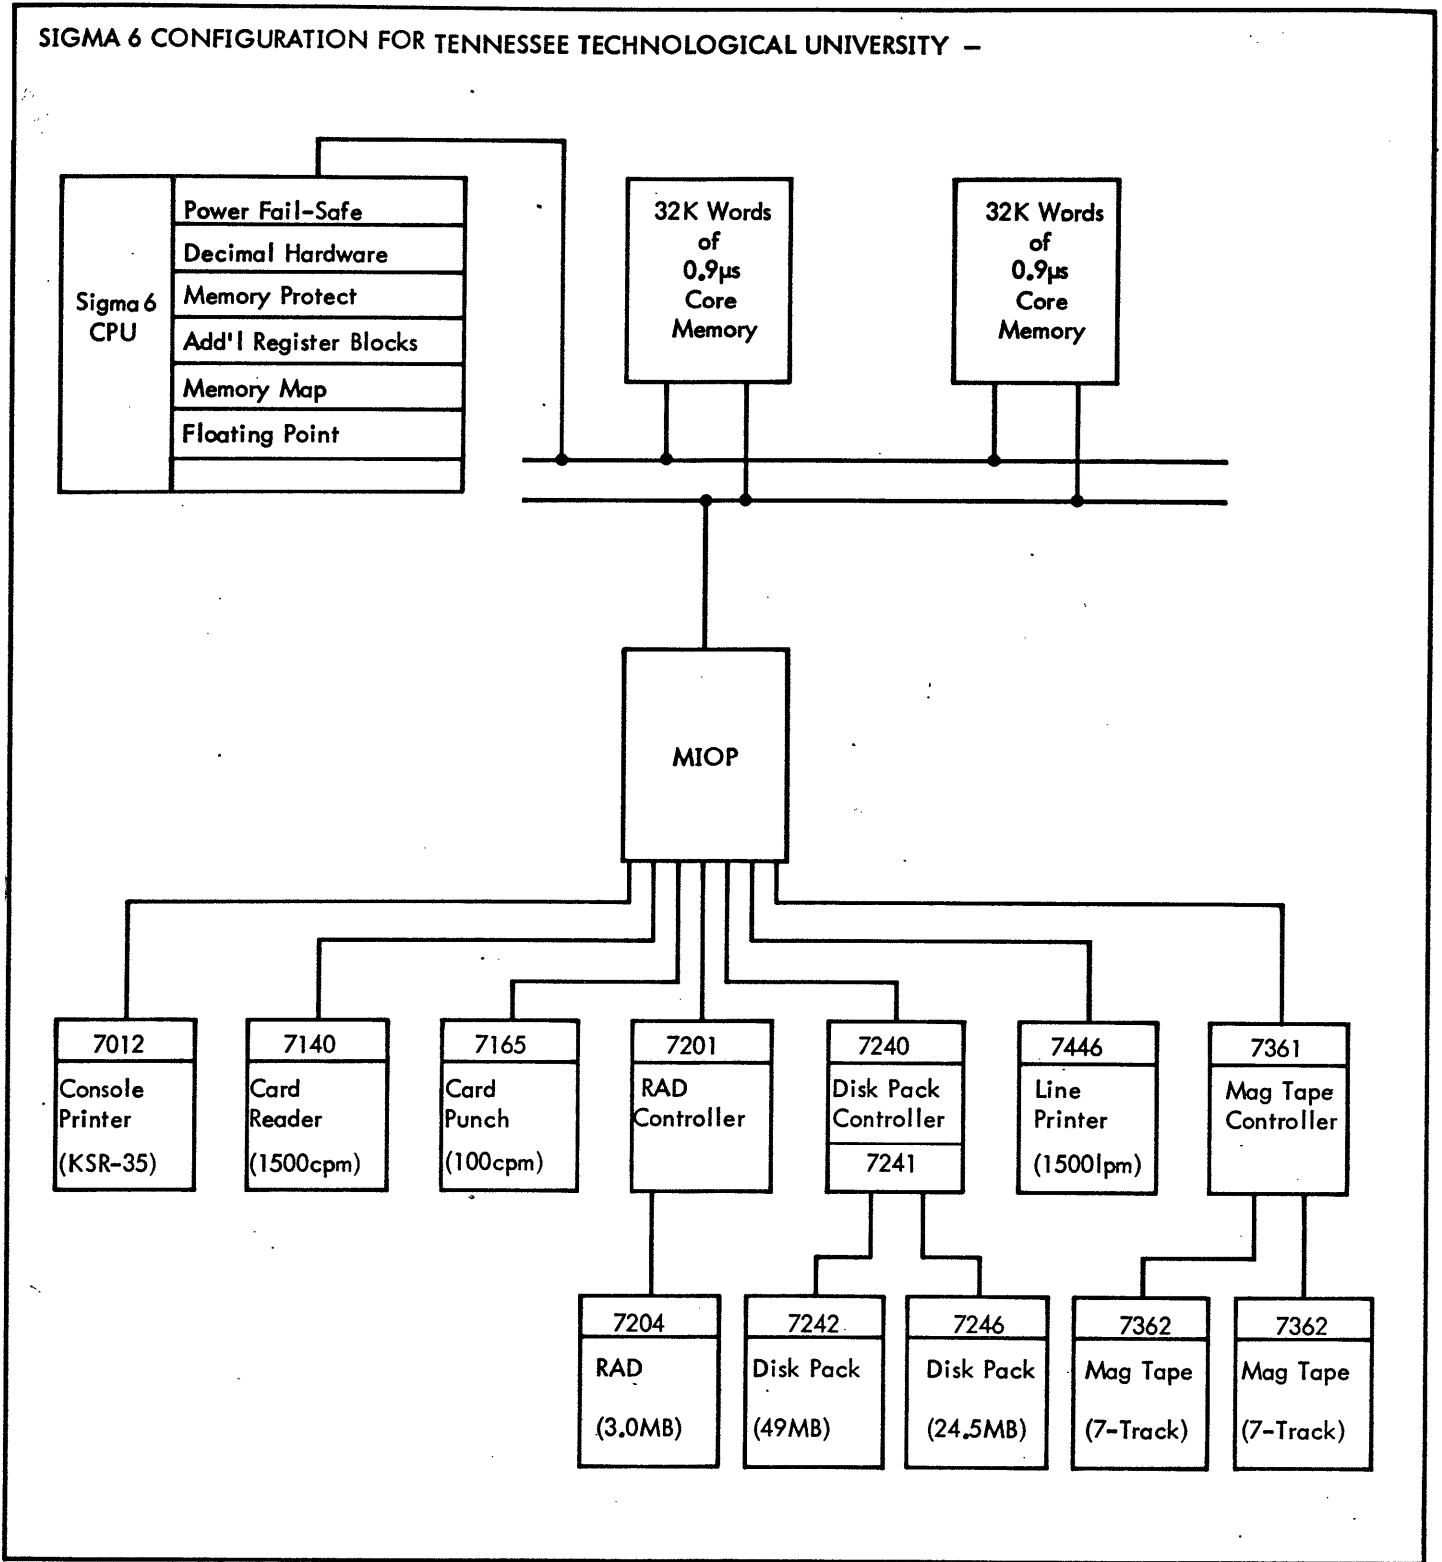 SIGMA 6 CONFIGURATION FOR TENNESSEE TECHNOLOGICAL UNIVERSITY –
Sigma 6
CPU
Power Fail-Safe
Decimal Hardware
Memory Protect
Add'l Register Blocks
Memory Map
Floating Point
32K Words
of
0.9µs
Core
Memory
32K Words
of
0.9µs
Core
Memory
MIOP
7012
Console
Printer
(KSR-35)
7140
Card
Reader
(1500cpm)
7165
Card
Punch
(100cpm)
7201
RAD
Controller
7240
Disk Pack
Controller
7241
7446
Line
Printer
(1500lpm)
7361
Mag Tape
Controller
7204
RAD
(3.0MB)
7242
Disk Pack
(49MB)
7246
Disk Pack
(24.5MB)
7362
Mag Tape
(7-Track)
7362
Mag Tape
(7-Track)